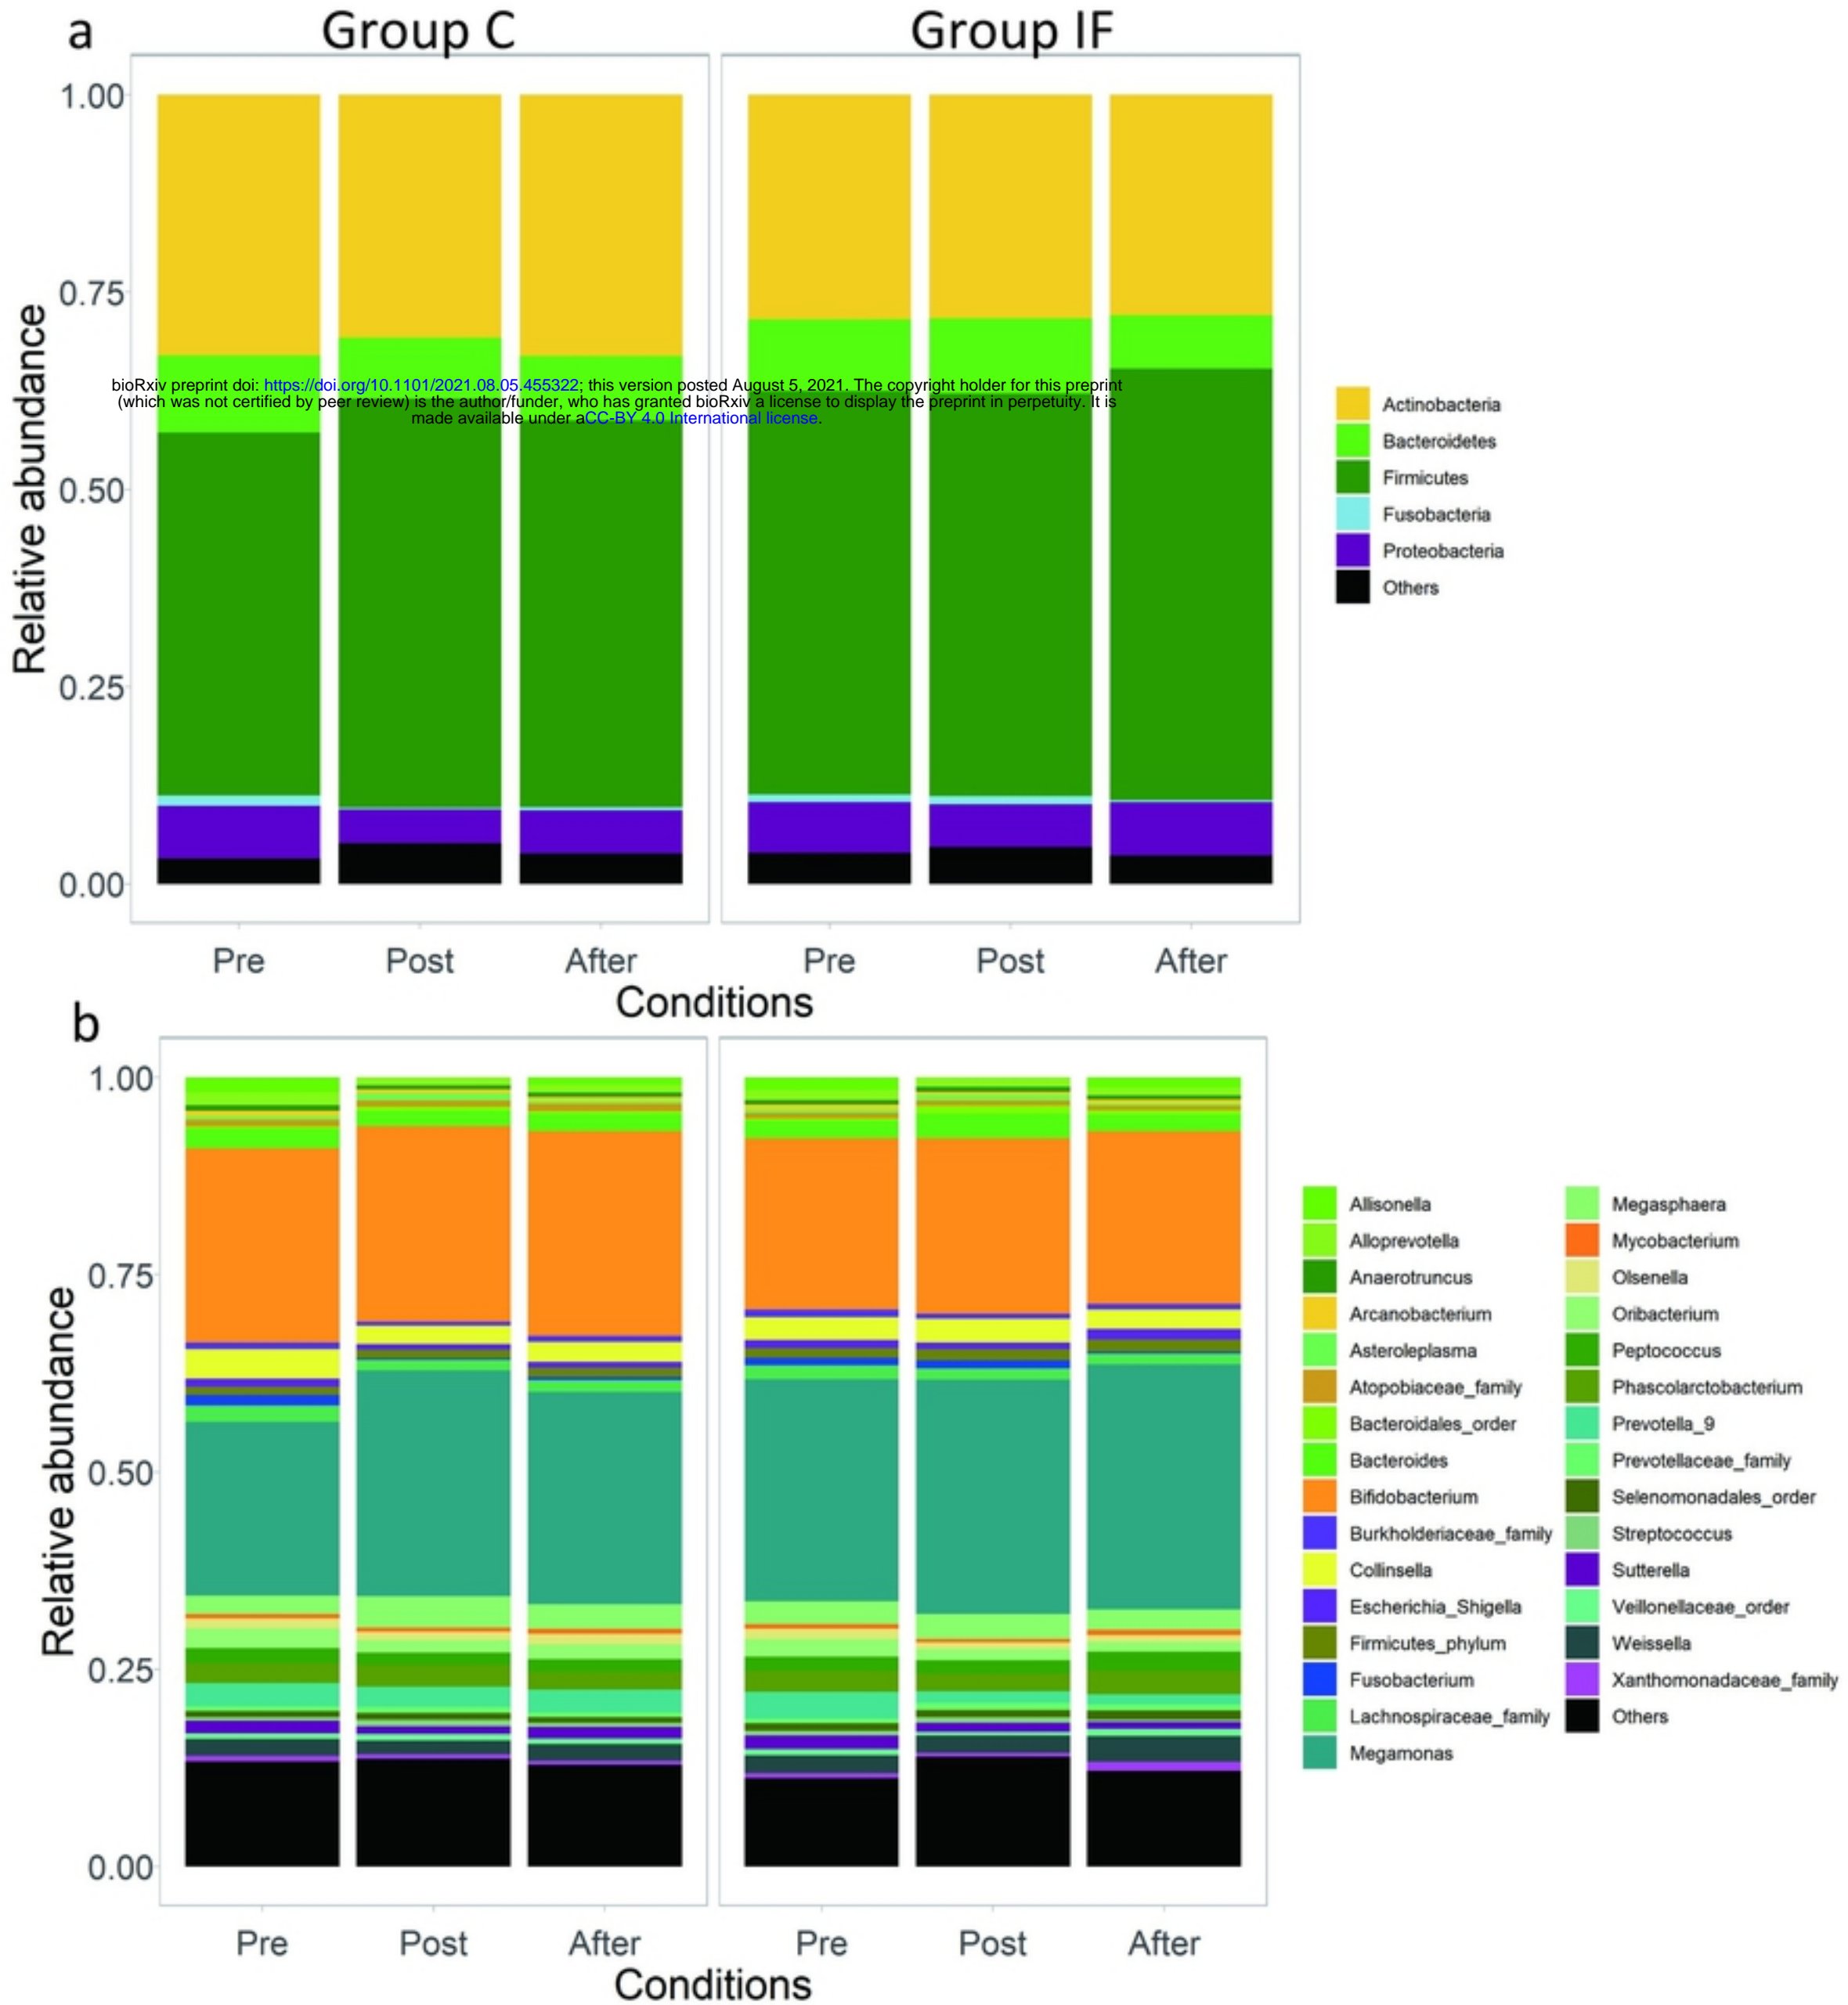 a
Group C
Group IF
1.00
0.75
0.50
0.25
0.00
Relative abundance
bioRxiv preprint doi: https://doi.org/10.1101/2021.08.05.455322; this version posted August 5, 2021. The copyright holder for this preprint
(which was not certified by peer review) is the author/funder, who has granted bioRxiv a license to display the preprint in perpetuity. It is
made available under aCC-BY 4.0 International license.
Actinobacteria
Bacteroidetes
Firmicutes
Fusobacteria
Proteobacteria
Others
Pre Post After Pre Post After
Conditions
b
1.00
0.75
0.50
0.25
0.00
Relative abundance
Allisonella
Alloprevotella
Anaerotruncus
Arcanobacterium
Asteroleplasma
Atopobiaceae_family
Bacteroidales_order
Bacteroides
Bifidobacterium
Burkholderiaceae_family
Collinsella
Escherichia_Shigella
Firmicutes_phylum
Fusobacterium
Lachnospiraceae_family
Megamonas
Megasphaera
Mycobacterium
Olsenella
Oribacterium
Peptococcus
Phascolarctobacterium
Prevotella_9
Prevotellaceae_family
Selenomonadales_order
Streptococcus
Sutterella
Veillonellaceae_order
Weissella
Xanthomonadaceae_family
Others
Pre Post After Pre Post After
Conditions